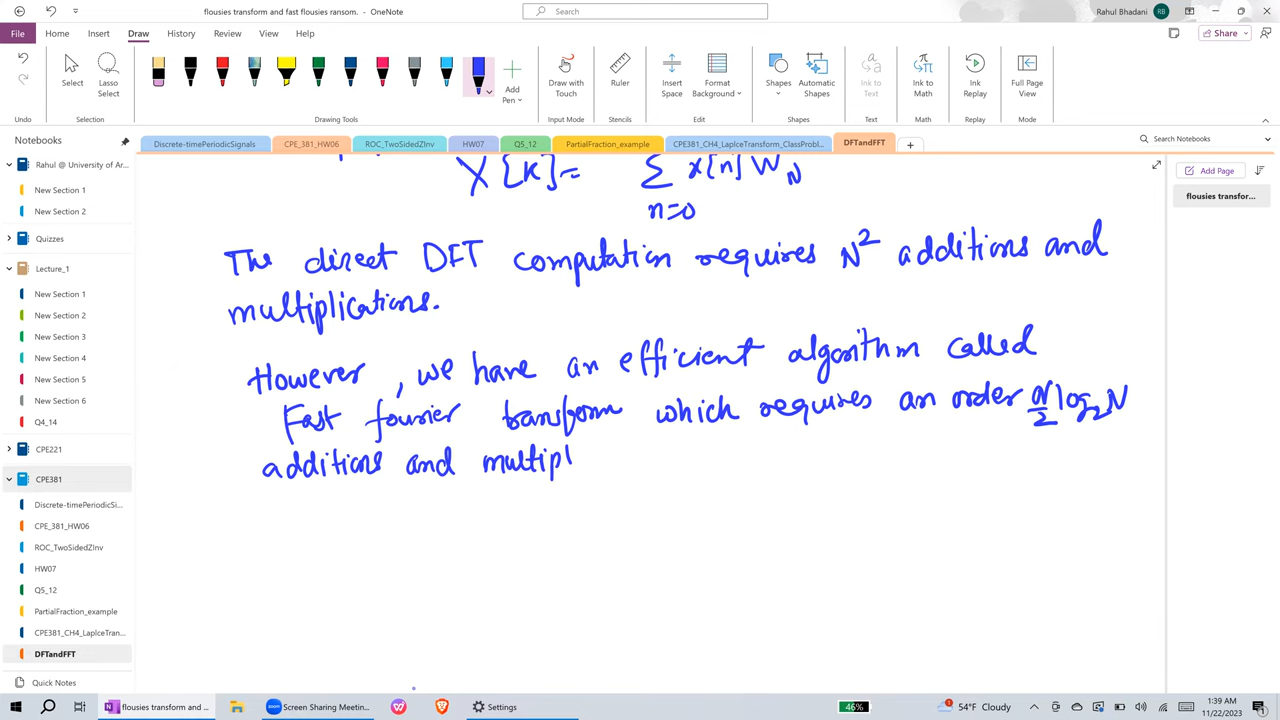 flousies transform and fast flousies ransom. - OneNote
Search
Rahul Bhadani
RB
File
Home
Insert
Draw
History
Review
View
Help
Share
Select
Lasso Select
Add Pen
Draw with Touch
Ruler
Insert Space
Format Background
Shapes
Automatic Shapes
Ink to Text
Ink to Math
Ink Replay
Full Page View
Undo
Selection
Drawing Tools
Input Mode
Stencils
Edit
Shapes
Text
Math
Replay
Mode
Notebooks
Discrete-timePeriodicSignals
CPE_381_HW06
ROC_TwoSidedZInv
HW07
Q5_12
PartialFraction_example
CPE381_CH4_LaplceTransform_ClassProbl...
DFTandFFT
Search Notebooks
Rahul @ University of Ar...
New Section 1
New Section 2
Quizzes
Lecture_1
New Section 1
New Section 2
New Section 3
New Section 4
New Section 5
New Section 6
Q4_14
CPE221
CPE381
Discrete-timePeriodicSi...
CPE_381_HW06
ROC_TwoSidedZInv
HW07
Q5_12
PartialFraction_example
CPE381_CH4_LaplceTran...
DFTandFFT
Quick Notes
X[K] = Σ x[n] W_N
n=0
The direct DFT computation requires N² additions and
multiplications.
However, we have an efficient algorithm called
Fast fourier transform which requires an order N/2 log₂N
additions and multipl
Add Page
flousies transfor...
flousies transform and ...
Screen Sharing Meetin...
Settings
46%
54°F Cloudy
1:39 AM
11/22/2023